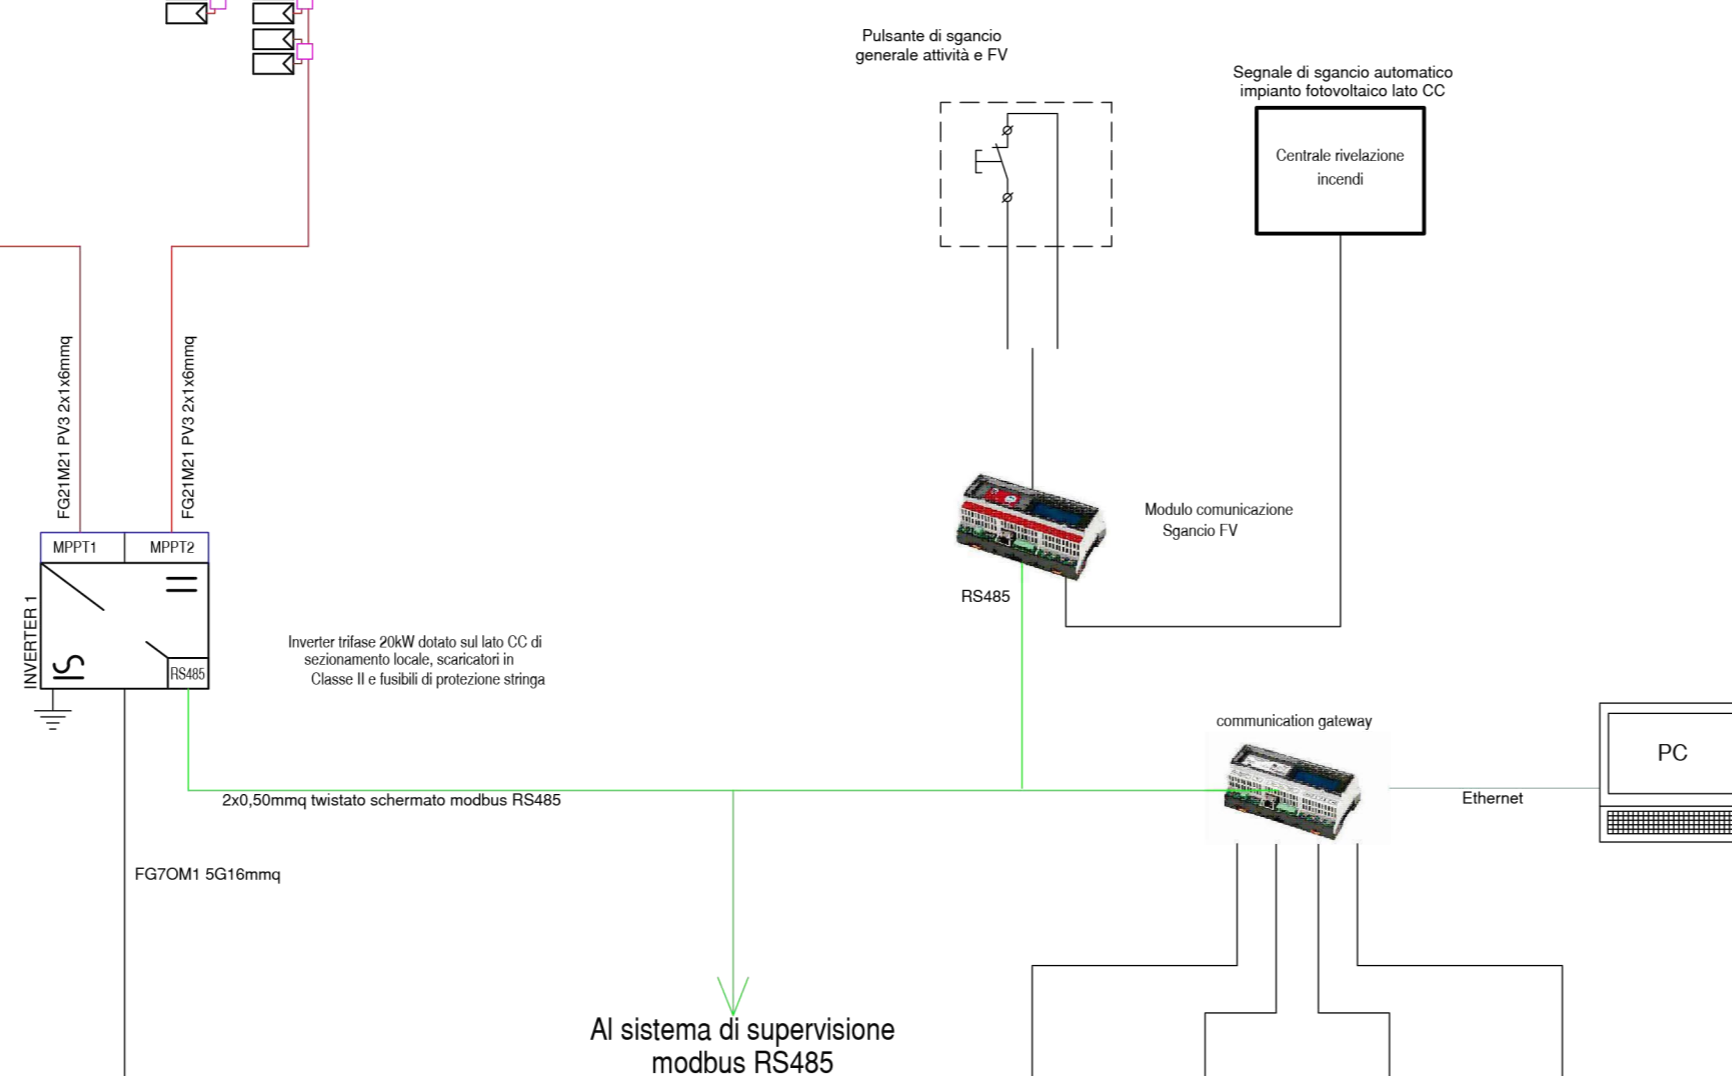 Pulsante di sgancio
generale attività e FV
Segnale di sgancio automatico
impianto fotovoltaico lato CC
Centrale rivelazione
incendi
FG21M21 PV3 2x1x6mmq
FG21M21 PV3 2x1x6mmq
Modulo comunicazione
Sgancio FV
MPPT1
MPPT2
RS485
INVERTER 1
RS485
Inverter trifase 20kW dotato sul lato CC di
sezionamento locale, scaricatori in
Classe II e fusibili di protezione stringa
communication gateway
PC
2x0,50mmq twistato schermato modbus RS485
Ethernet
FG7OM1 5G16mmq
Al sistema di supervisione
modbus RS485